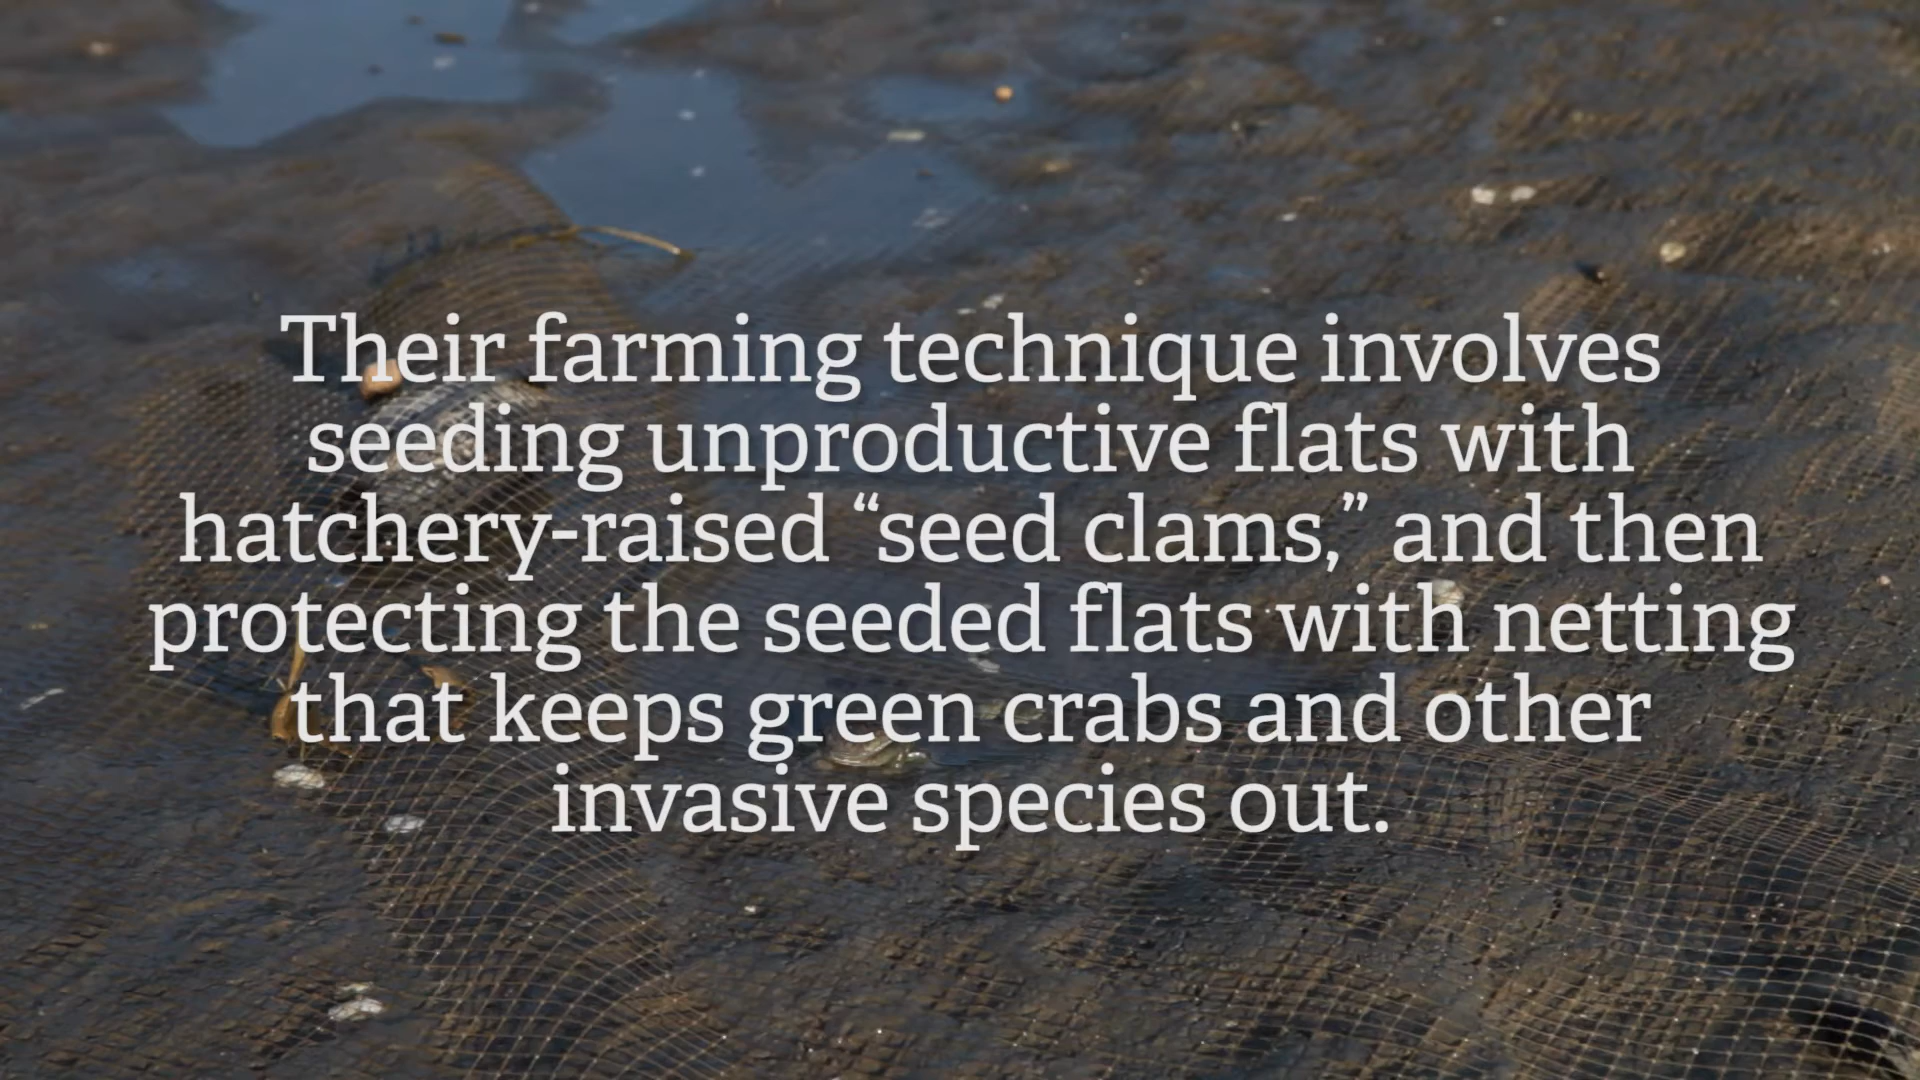 Their farming technique involves
seeding unproductive flats with
hatchery-raised “seed clams,” and then
protecting the seeded flats with netting
that keeps green crabs and other
invasive species out.